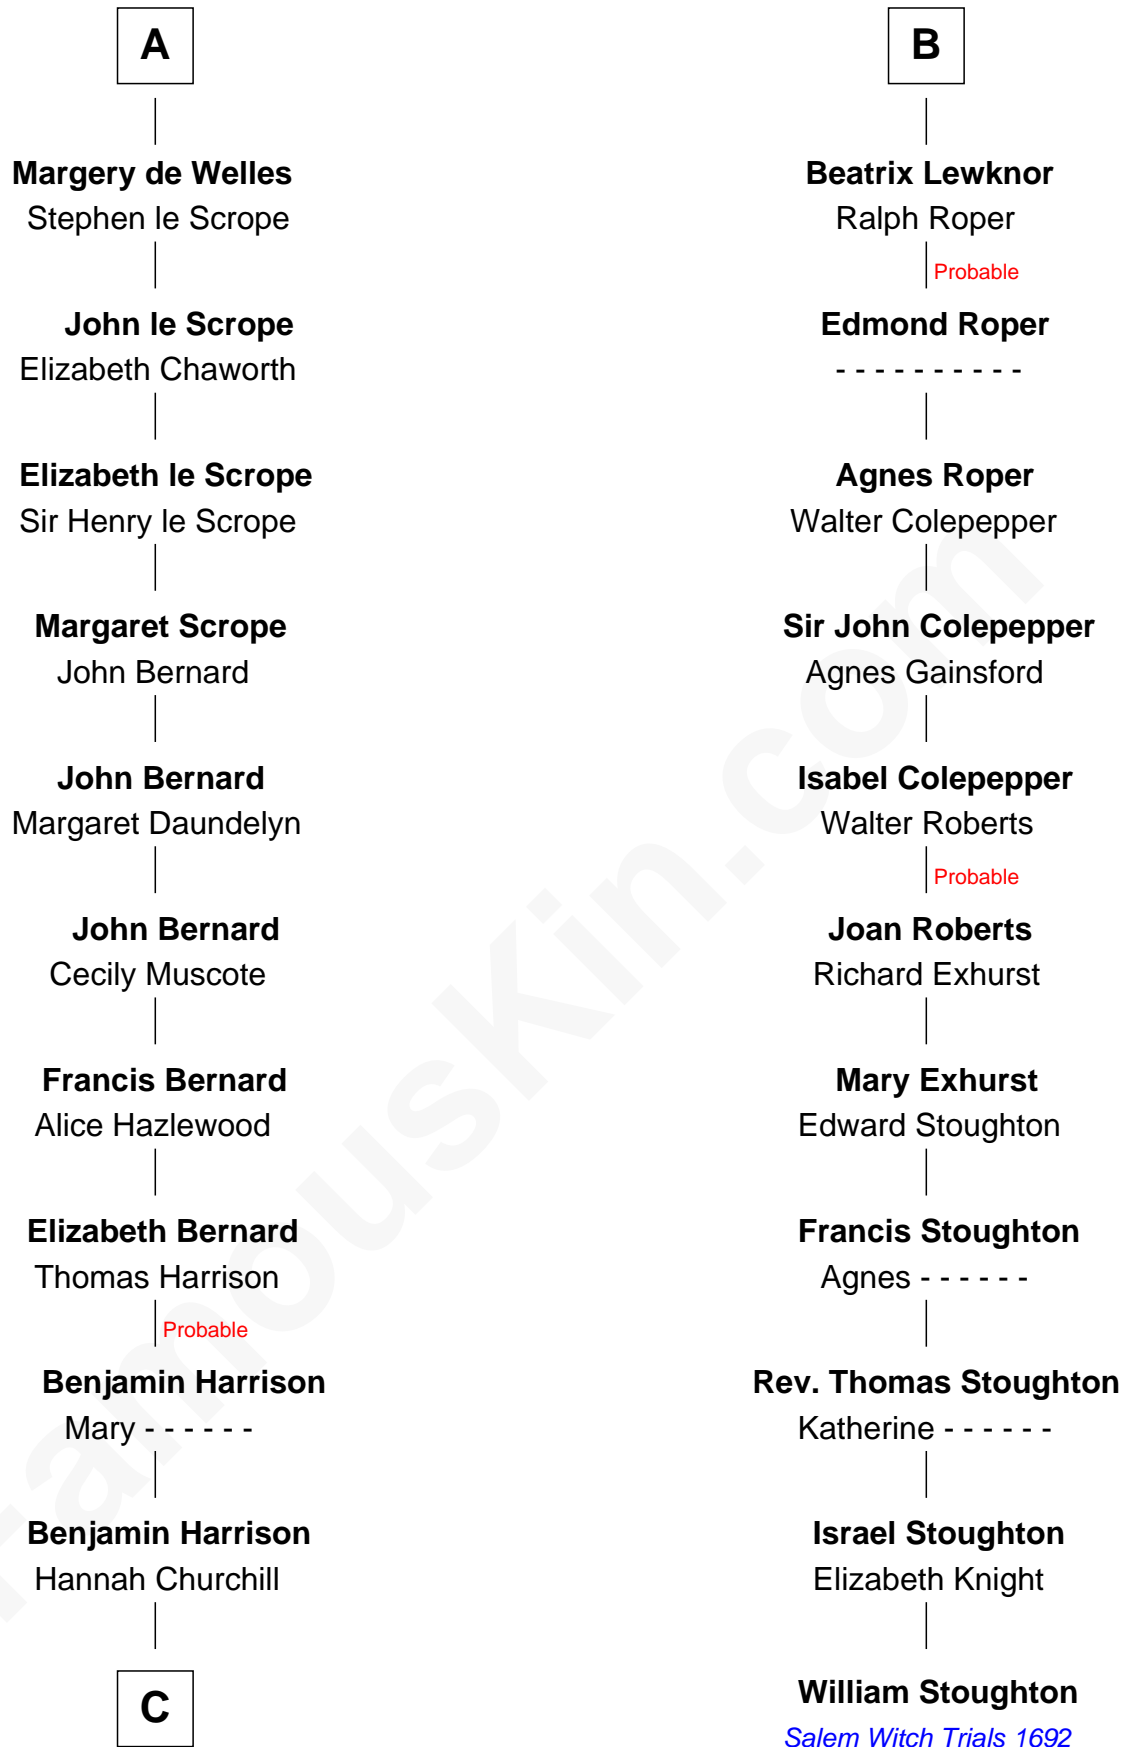 A
Margery de Welles
Stephen le Scrope
John le Scrope
Elizabeth Chaworth
Elizabeth le Scrope
Sir Henry le Scrope
Margaret Scrope
John Bernard
John Bernard
Margaret Daundelyn
John Bernard
Cecily Muscote
Francis Bernard
Alice Hazlewood
Elizabeth Bernard
Thomas Harrison
Probable
Benjamin Harrison
Mary - - - - - -
Benjamin Harrison
Hannah Churchill
C
B
Beatrix Lewknor
Ralph Roper
Probable
Edmond Roper
- - - - - - - - - -
Agnes Roper
Walter Colepepper
Sir John Colepepper
Agnes Gainsford
Isabel Colepepper
Walter Roberts
Probable
Joan Roberts
Richard Exhurst
Mary Exhurst
Edward Stoughton
Francis Stoughton
Agnes - - - - - -
Rev. Thomas Stoughton
Katherine - - - - - -
Israel Stoughton
Elizabeth Knight
William Stoughton
Salem Witch Trials 1692
FamousKin.com